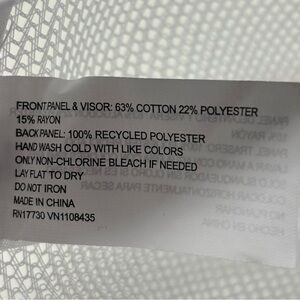 FRONT PANEL & VISOR: 63% COTTON 22% POLYESTER
15% RAYON
BACK PANEL: 100% RECYCLED POLYESTER
HAND WASH COLD WITH LIKE COLORS
ONLY NON-CHLORINE BLEACH IF NEEDED
LAY FLAT TO DRY
DO NOT IRON
MADE IN CHINA
RN17730 VN1108435